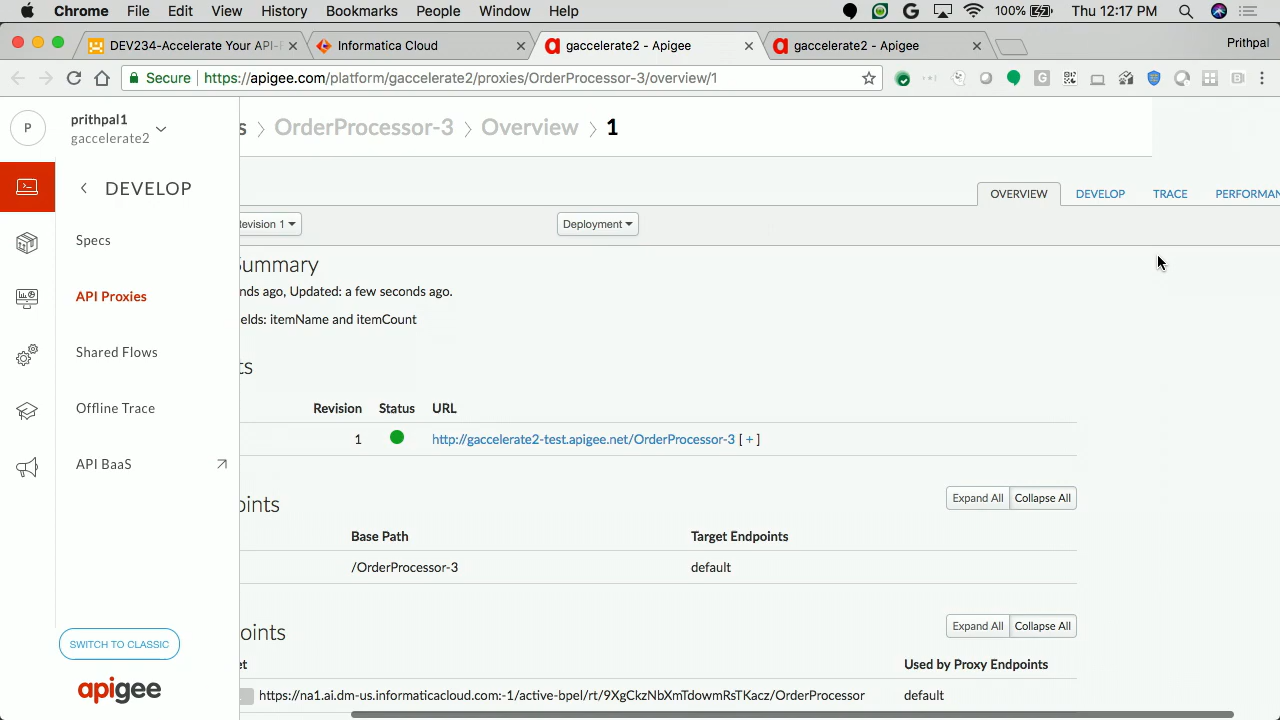 Chrome File Edit View History Bookmarks People Window Help 100% Thu 12:17 PM
DEV234-Accelerate Your API-F Informatica Cloud gaccelerate2 - Apigee gaccelerate2 - Apigee Prithpal
Secure https://apigee.com/platform/gaccelerate2/proxies/OrderProcessor-3/overview/1
P prithpal1
gaccelerate2
s > OrderProcessor-3 > Overview > 1
DEVELOP
OVERVIEW DEVELOP TRACE PERFORMAN
Revision 1 Deployment
Specs
Summary
nds ago, Updated: a few seconds ago.
API Proxies
elds: itemName and itemCount
Shared Flows
ts
Offline Trace
Revision Status URL
1 http://gaccelerate2-test.apigee.net/OrderProcessor-3 [ + ]
API BaaS
oints Expand All Collapse All
Base Path Target Endpoints
/OrderProcessor-3 default
oints Expand All Collapse All
SWITCH TO CLASSIC
et Used by Proxy Endpoints
apigee
https://na1.ai.dm-us.informaticacloud.com:-1/active-bpel/rt/9XgCkzNbXmTdowmRsTKacz/OrderProcessor default